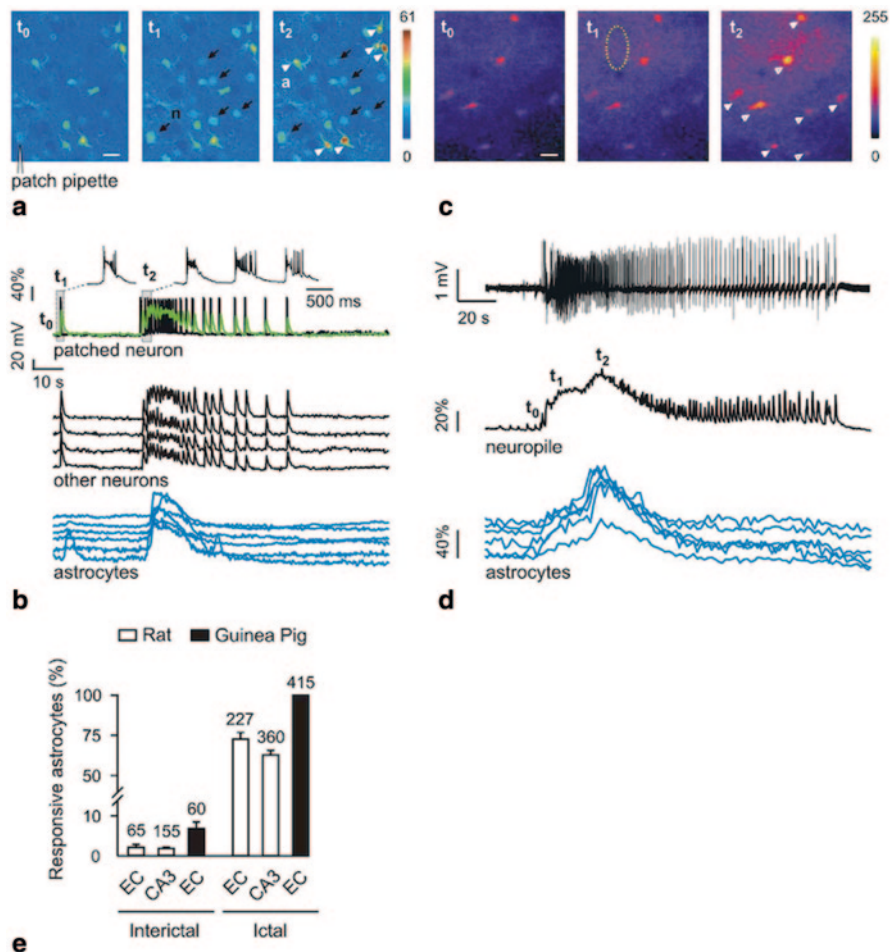 t0 t1 t2 61
a
n
0
patch pipette
a
t0 t1 t2 255
0
c
t1 t2
40%
500 ms
t0
20 mV
patched neuron
10 s
other neurons
astrocytes
b
1 mV
20 s
t2
t1
t0
20%
neuropile
40%
astrocytes
d
Rat Guinea Pig
Responsive astrocytes (%)
100
75
50
10
0
65 155 60 227 360 415
EC CA3 EC EC CA3 EC
Interictal Ictal
e